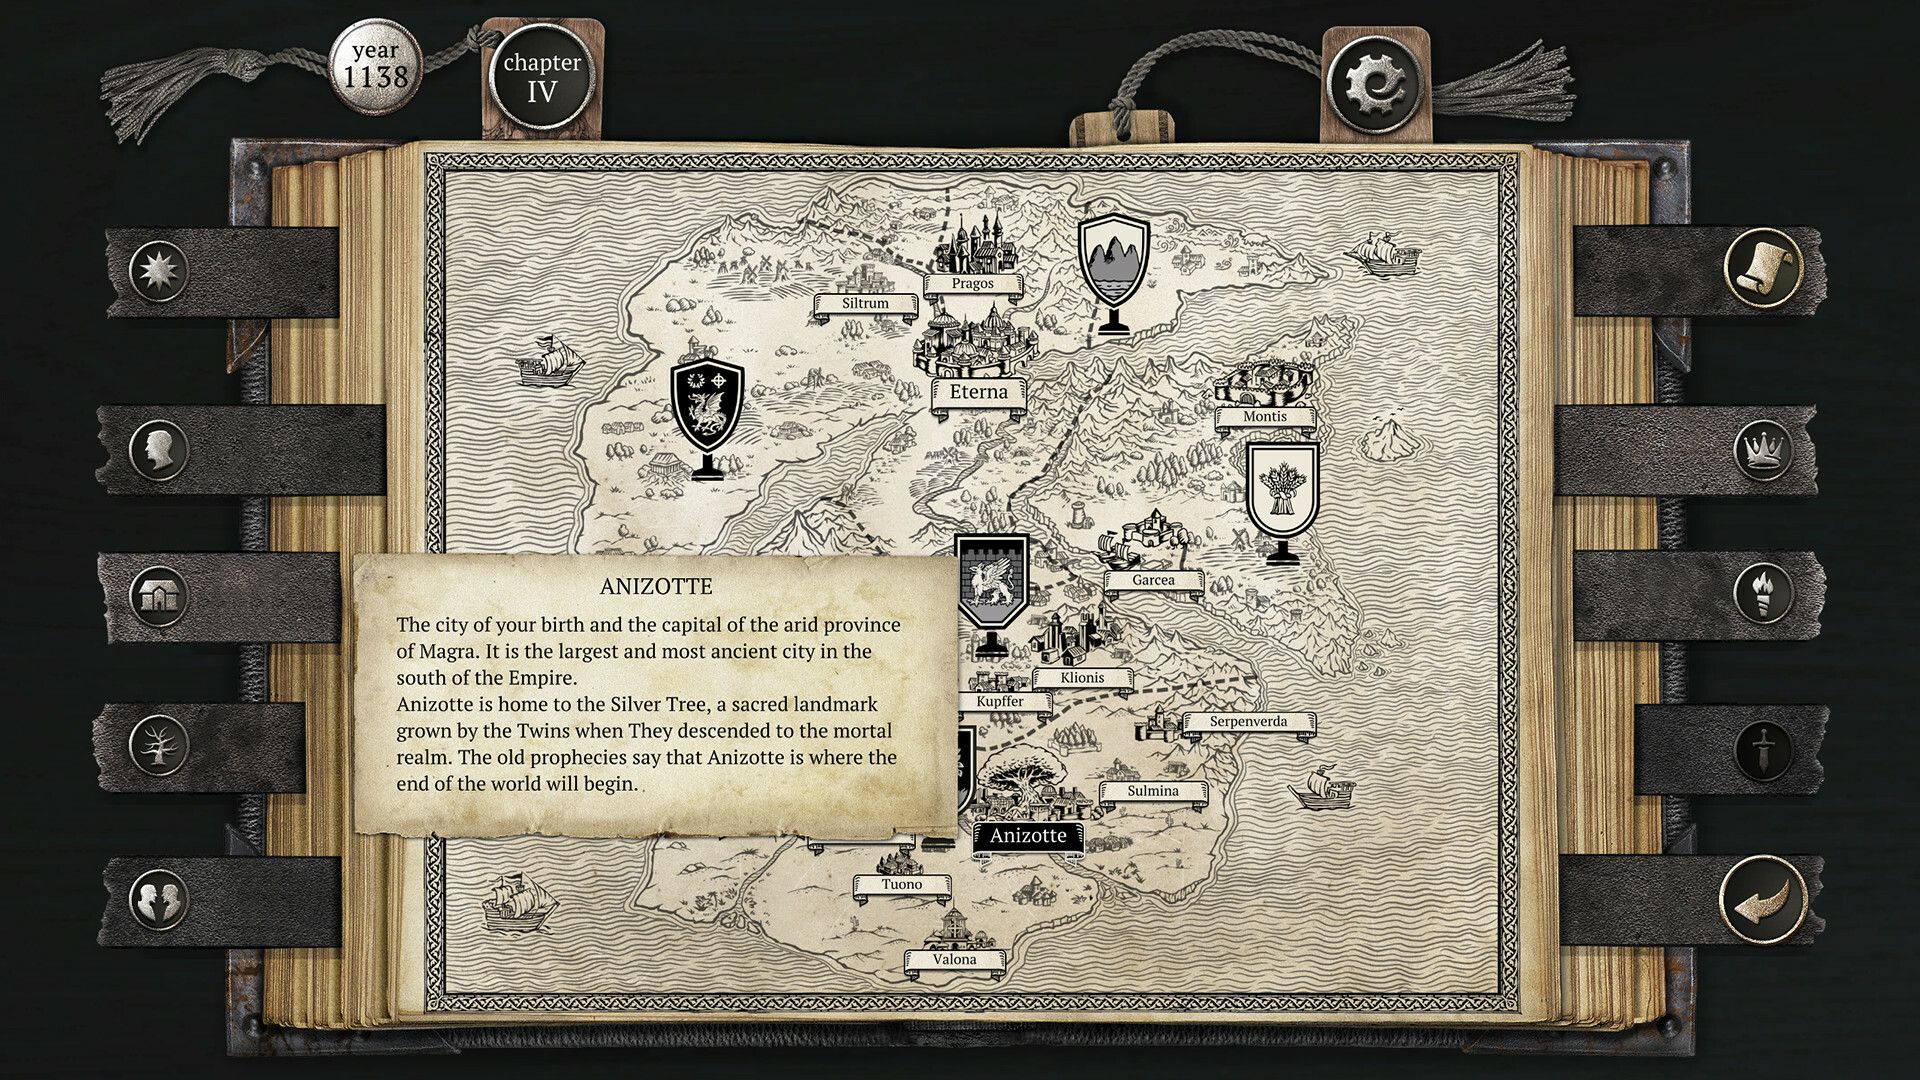 year
1138
chapter
IV
Pragos
Siltrum
Eterna
Montis
Garcea
ANIZOTTE
The city of your birth and the capital of the arid province
of Magra. It is the largest and most ancient city in the
south of the Empire.
Anizotte is home to the Silver Tree, a sacred landmark
grown by the Twins when They descended to the mortal
realm. The old prophecies say that Anizotte is where the
end of the world will begin.
Klionis
Kupffer
Serpenverda
Sulmina
Anizotte
Tuono
Valona